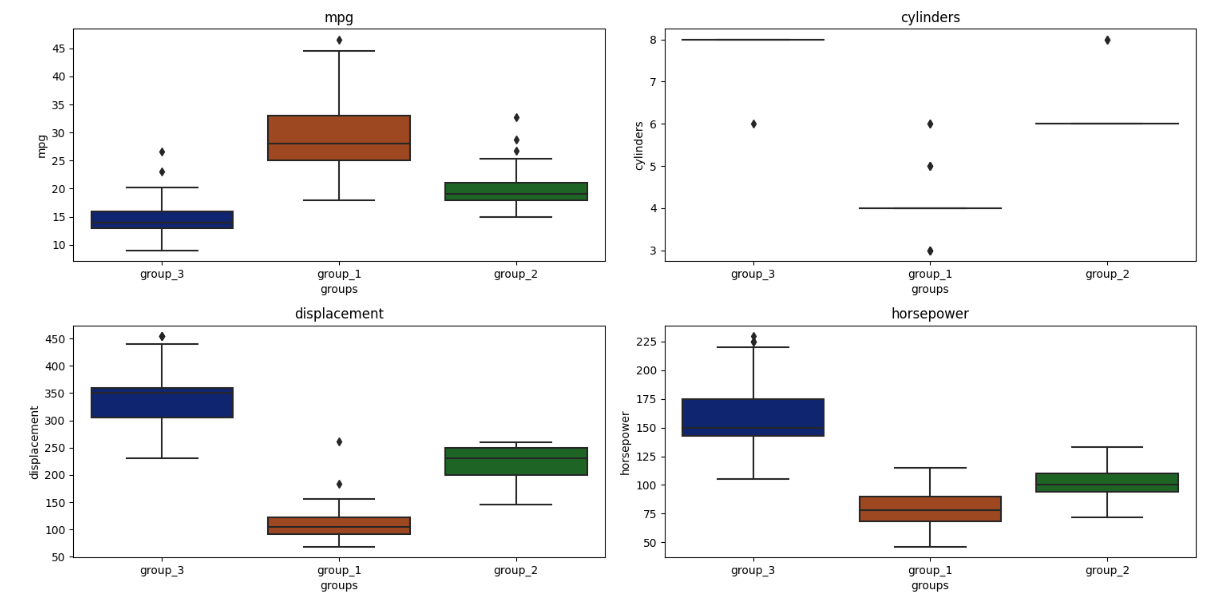 mpg
mpg
45
40
35
30
25
20
15
10
group_3 group_1 group_2
groups
cylinders
cylinders
8
7
6
5
4
3
group_3 group_1 group_2
groups
displacement
displacement
450
400
350
300
250
200
150
100
50
group_3 group_1 group_2
groups
horsepower
horsepower
225
200
175
150
125
100
75
50
group_3 group_1 group_2
groups